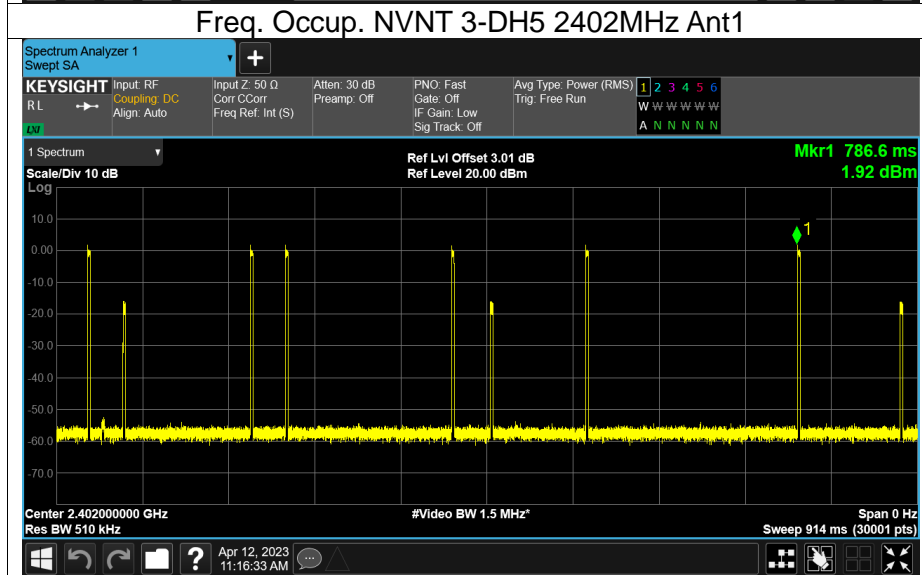 Freq. Occup. NVNT 3-DH5 2402MHz Ant1
Spectrum Analyzer 1
Swept SA
KEYSIGHT
RL
LXI
Input: RF
Coupling: DC
Align: Auto
Input Z: 50 Ω
Corr CCorr
Freq Ref: Int (S)
Atten: 30 dB
Preamp: Off
PNO: Fast
Gate: Off
IF Gain: Low
Sig Track: Off
Avg Type: Power (RMS)
Trig: Free Run
1 2 3 4 5 6
W W W W W W
A N N N N N
1 Spectrum
Scale/Div 10 dB
Ref Lvl Offset 3.01 dB
Ref Level 20.00 dBm
Mkr1 786.6 ms
1.92 dBm
Log
10.0
0.00
-10.0
-20.0
-30.0
-40.0
-50.0
-60.0
-70.0
1
Center 2.402000000 GHz
Res BW 510 kHz
#Video BW 1.5 MHz*
Span 0 Hz
Sweep 914 ms (30001 pts)
?
Apr 12, 2023
11:16:33 AM